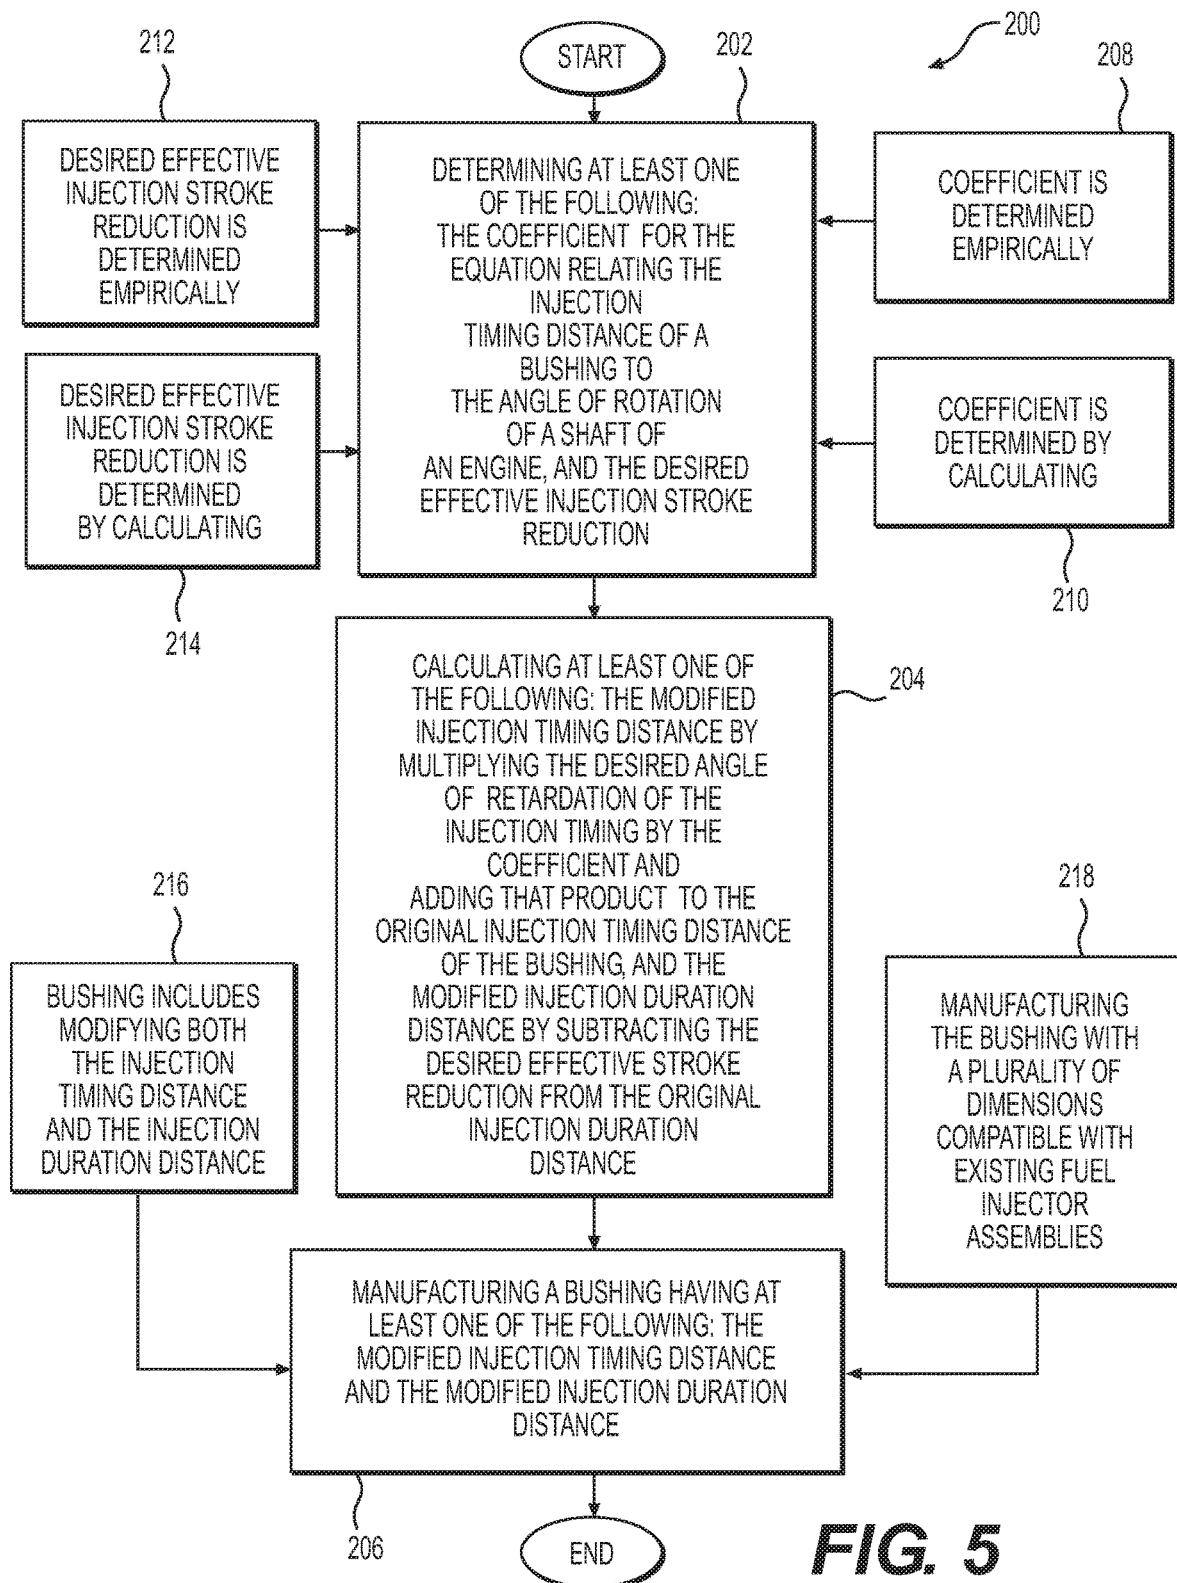 200
START
212
202
208
DESIRED EFFECTIVE
INJECTION STROKE
REDUCTION IS
DETERMINED
EMPIRICALLY
DETERMINING AT LEAST ONE
OF THE FOLLOWING:
THE COEFFICIENT FOR THE
EQUATION RELATING THE
INJECTION
TIMING DISTANCE OF A
BUSHING TO
THE ANGLE OF ROTATION
OF A SHAFT OF
AN ENGINE, AND THE DESIRED
EFFECTIVE INJECTION STROKE
REDUCTION
COEFFICIENT IS
DETERMINED
EMPIRICALLY
DESIRED EFFECTIVE
INJECTION STROKE
REDUCTION IS
DETERMINED
BY CALCULATING
COEFFICIENT IS
DETERMINED BY
CALCULATING
214
210
CALCULATING AT LEAST ONE OF
THE FOLLOWING: THE MODIFIED
INJECTION TIMING DISTANCE BY
MULTIPLYING THE DESIRED ANGLE
OF RETARDATION OF THE
INJECTION TIMING BY THE
COEFFICIENT AND
ADDING THAT PRODUCT TO THE
ORIGINAL INJECTION TIMING DISTANCE
OF THE BUSHING, AND THE
MODIFIED INJECTION DURATION
DISTANCE BY SUBTRACTING THE
DESIRED EFFECTIVE STROKE
REDUCTION FROM THE ORIGINAL
INJECTION DURATION
DISTANCE
204
216
218
BUSHING INCLUDES
MODIFYING BOTH
THE INJECTION
TIMING DISTANCE
AND THE INJECTION
DURATION DISTANCE
MANUFACTURING
THE BUSHING WITH
A PLURALITY OF
DIMENSIONS
COMPATIBLE WITH
EXISTING FUEL
INJECTOR
ASSEMBLIES
MANUFACTURING A BUSHING HAVING AT
LEAST ONE OF THE FOLLOWING: THE
MODIFIED INJECTION TIMING DISTANCE
AND THE MODIFIED INJECTION DURATION
DISTANCE
206
END
FIG. 5